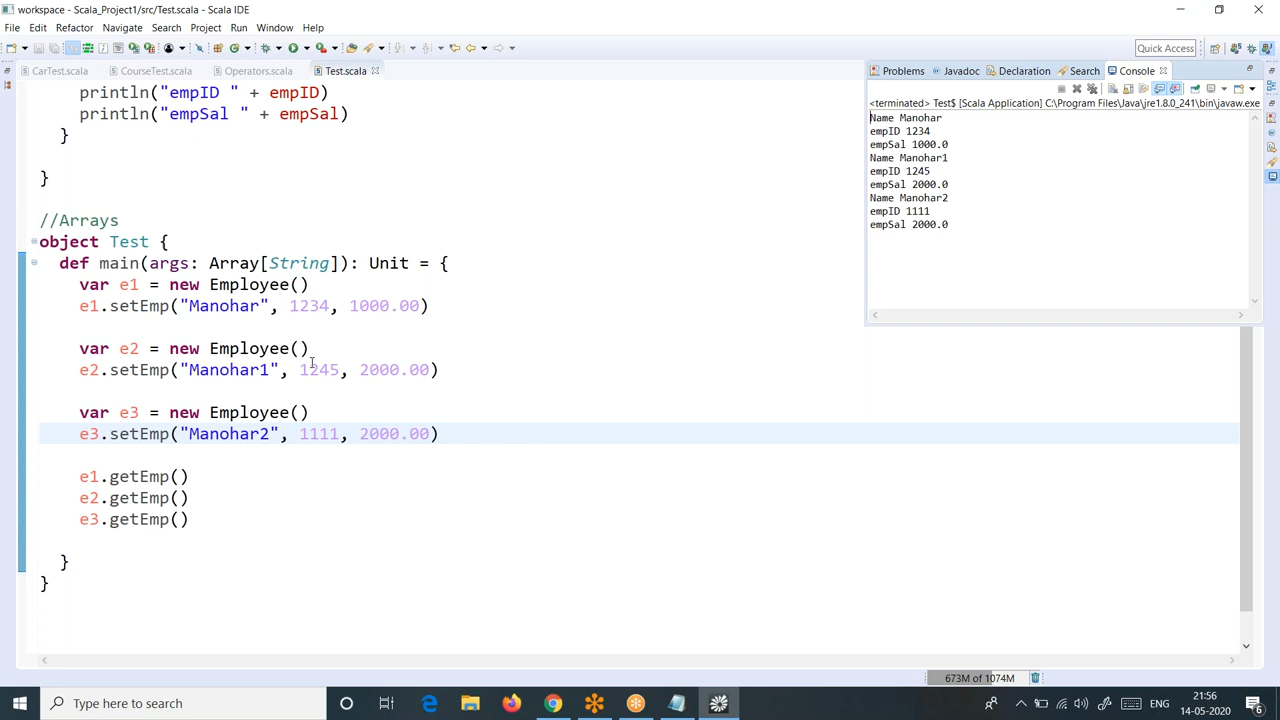 workspace - Scala_Project1/src/Test.scala - Scala IDE
File Edit Refactor Navigate Search Project Run Window Help
Quick Access
CarTest.scala CourseTest.scala Operators.scala Test.scala
println("empID " + empID)
println("empSal " + empSal)
}
}
//Arrays
object Test {
def main(args: Array[String]): Unit = {
var e1 = new Employee()
e1.setEmp("Manohar", 1234, 1000.00)
var e2 = new Employee()
e2.setEmp("Manohar1", 1245, 2000.00)
var e3 = new Employee()
e3.setEmp("Manohar2", 1111, 2000.00)
e1.getEmp()
e2.getEmp()
e3.getEmp()
}
}
Problems Javadoc Declaration Search Console
<terminated> Test$ [Scala Application] C:\Program Files\Java\jre1.8.0_241\bin\javaw.exe
Name Manohar
empID 1234
empSal 1000.0
Name Manohar1
empID 1245
empSal 2000.0
Name Manohar2
empID 1111
empSal 2000.0
673M of 1074M
Type here to search
ENG
21:56
14-05-2020
6